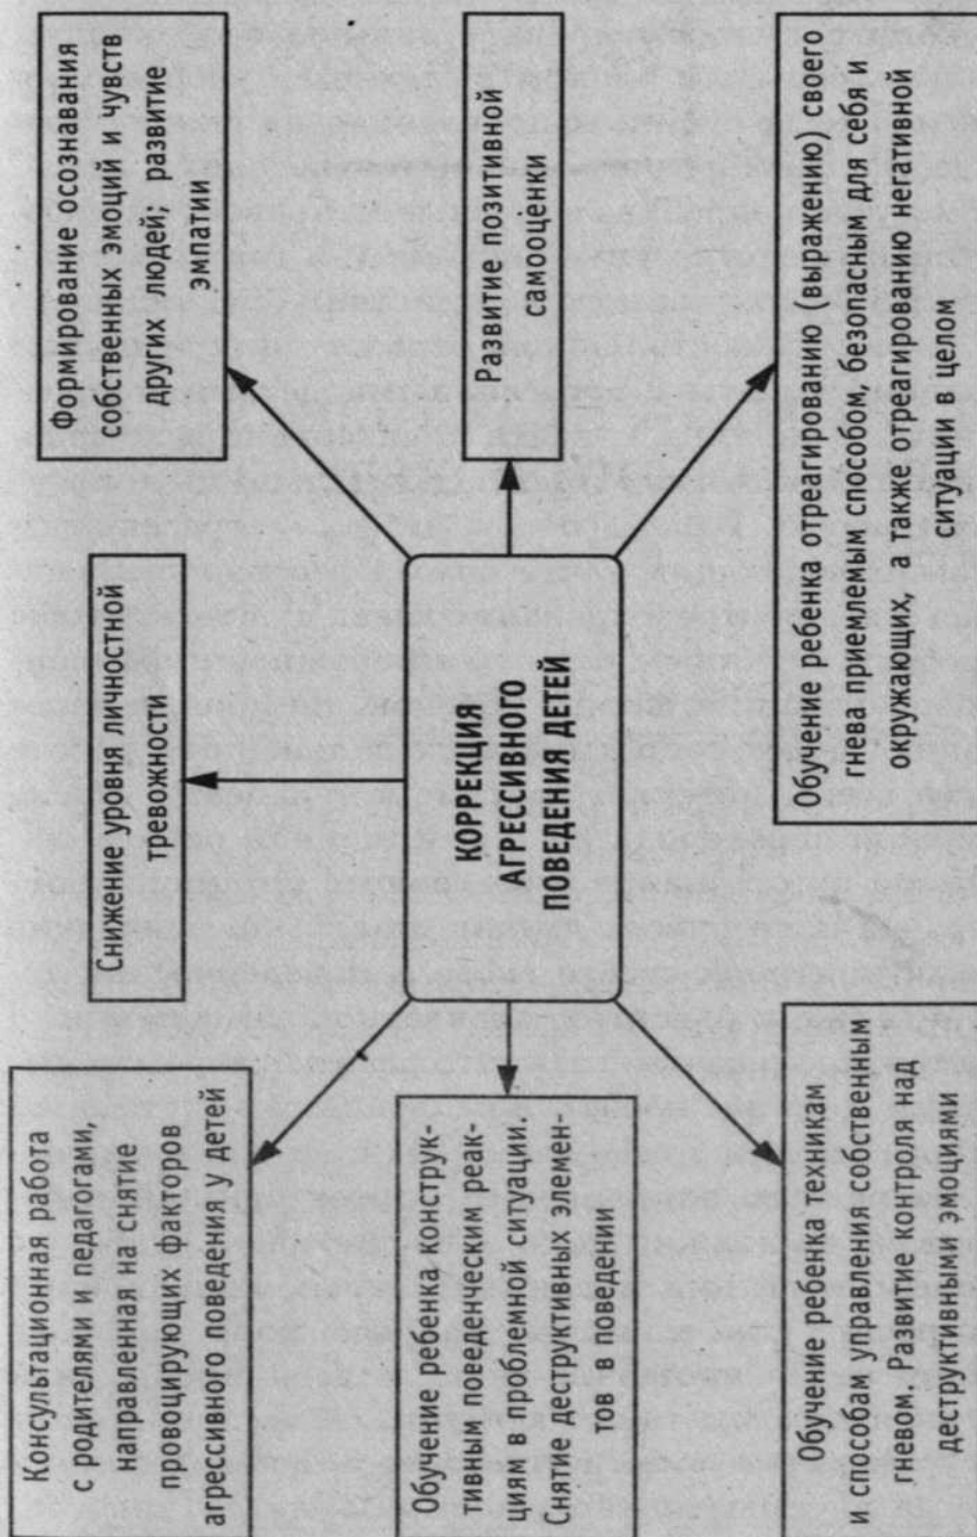 Консультационная работа
с родителями и педагогами,
направленная на снятие
провоцирующих факторов
агрессивного поведения у детей
Снижение уровня личностной
тревожности
Формирование осознавания
собственных эмоций и чувств
других людей; развитие
эмпатии
Обучение ребенка конструк-
тивным поведенческим реак-
циям в проблемной ситуации.
Снятие деструктивных элемен-
тов в поведении
КОРРЕКЦИЯ
АГРЕССИВНОГО
ПОВЕДЕНИЯ ДЕТЕЙ
Развитие позитивной
самооценки
Обучение ребенка техникам
и способам управления собственным
гневом. Развитие контроля над
деструктивными эмоциями
Обучение ребенка отреагированию (выражению) своего
гнева приемлемым способом, безопасным для себя и
окружающих, а также отреагированию негативной
ситуации в целом